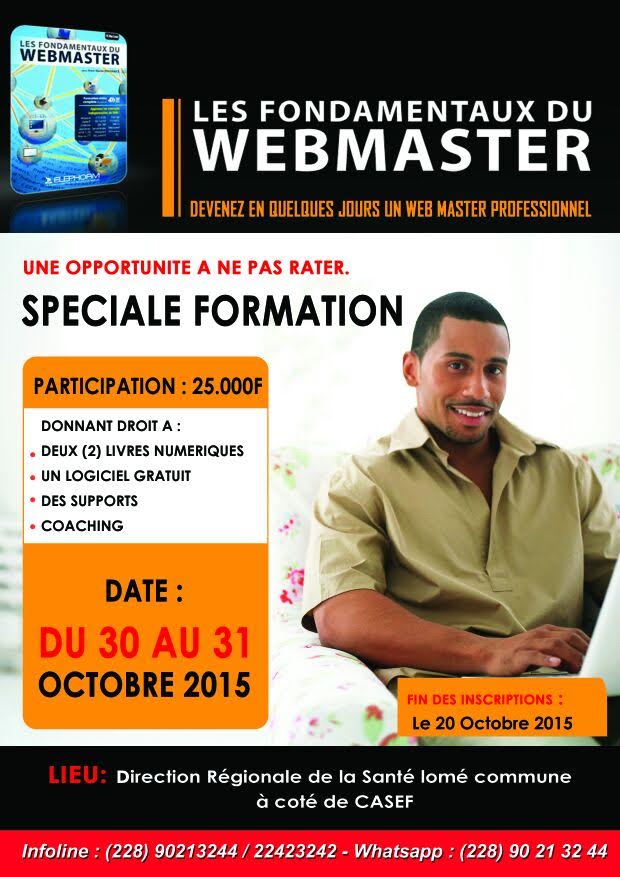 LES FONDAMENTAUX DU
WEBMASTER
ELEPHORM
LES FONDAMENTAUX DU
WEBMASTER
DEVENEZ EN QUELQUES JOURS UN WEB MASTER PROFESSIONNEL
UNE OPPORTUNITE A NE PAS RATER.
SPECIALE FORMATION
PARTICIPATION : 25.000F
DONNANT DROIT A :
• DEUX (2) LIVRES NUMERIQUES
• UN LOGICIEL GRATUIT
• DES SUPPORTS
• COACHING
DATE :
DU 30 AU 31
OCTOBRE 2015
FIN DES INSCRIPTIONS :
Le 20 Octobre 2015
LIEU: Direction Régionale de la Santé lomé commune
à coté de CASEF
Infoline : (228) 90213244 / 22423242 - Whatsapp : (228) 90 21 32 44